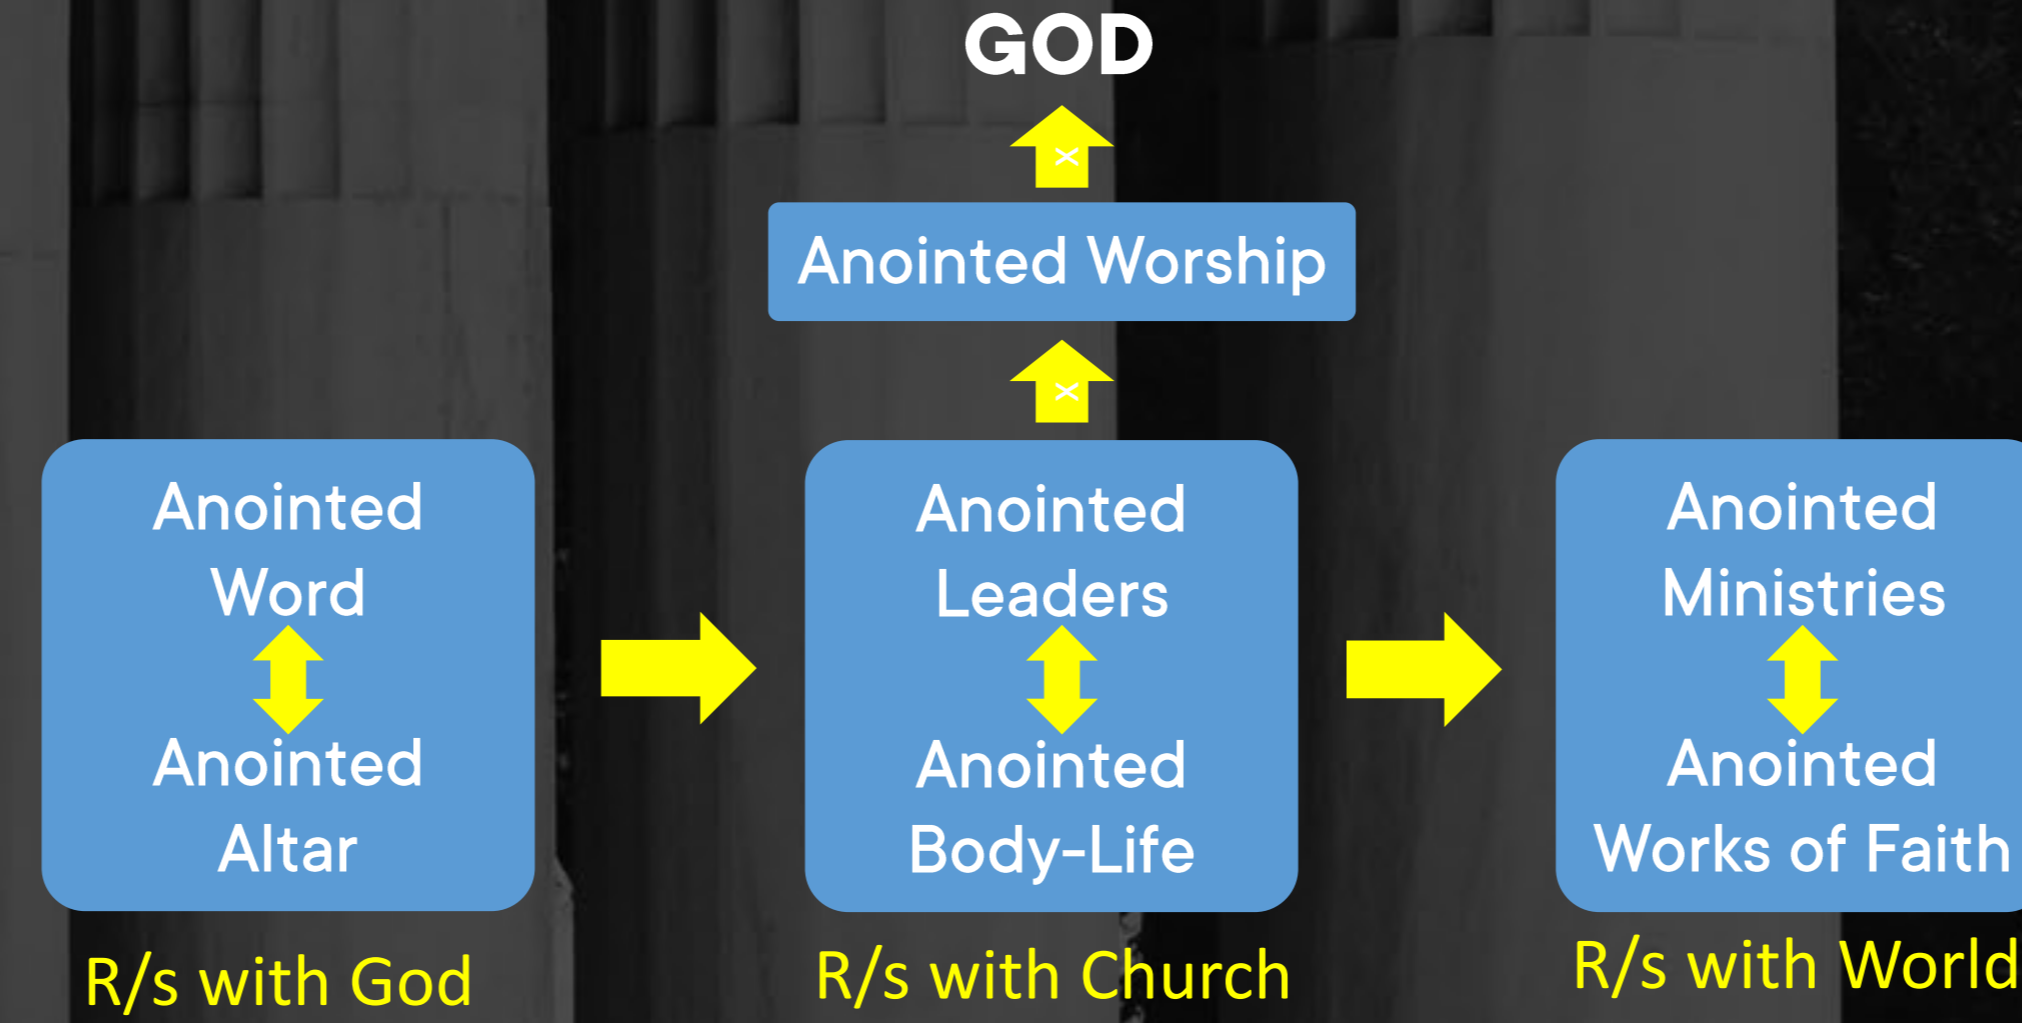 GOD
×
Anointed Worship
×
Anointed
Word
Anointed
Altar
R/s with God
Anointed
Leaders
Anointed
Body-Life
R/s with Church
Anointed
Ministries
Anointed
Works of Faith
R/s with World